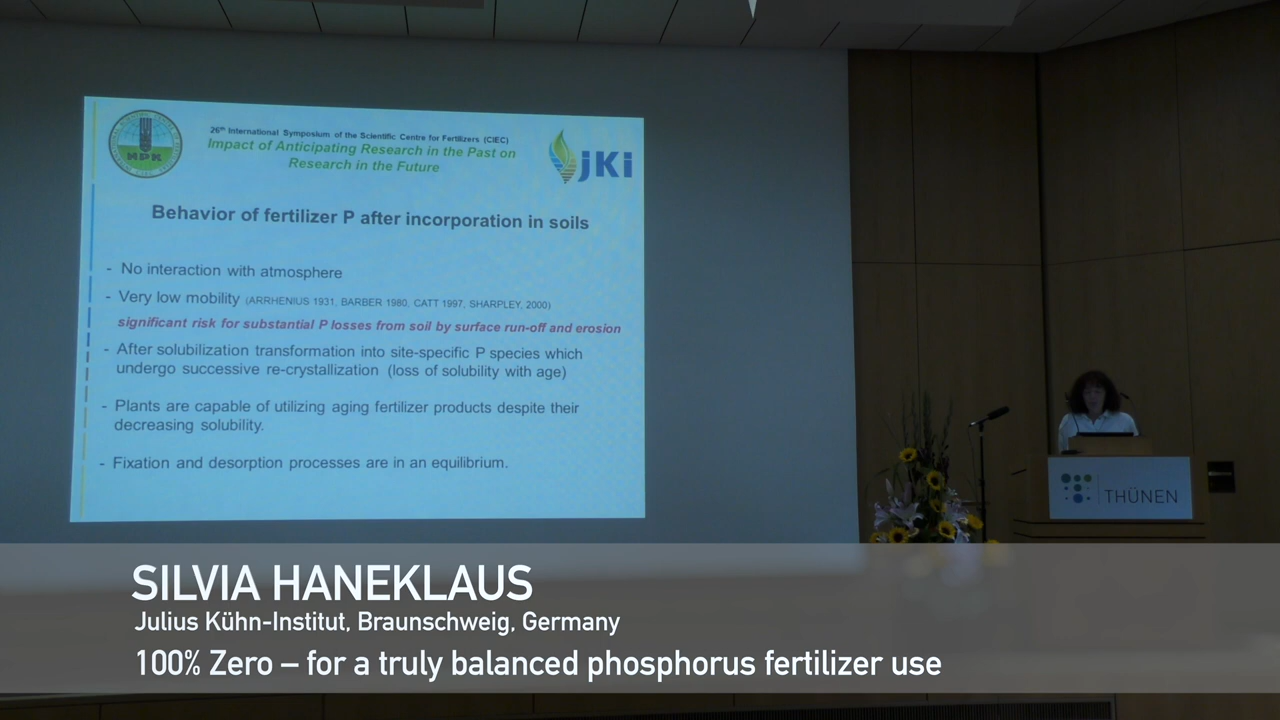 26th International Symposium of the Scientific Centre for Fertilizers (CIEC)
Impact of Anticipating Research in the Past on
Research in the Future
NPK
JKi
Behavior of fertilizer P after incorporation in soils
- No interaction with atmosphere
- Very low mobility (ARRHENIUS 1931, BARBER 1980, CATT 1997, SHARPLEY, 2000)
significant risk for substantial P losses from soil by surface run-off and erosion
- After solubilization transformation into site-specific P species which
undergo successive re-crystallization (loss of solubility with age)
- Plants are capable of utilizing aging fertilizer products despite their
decreasing solubility.
- Fixation and desorption processes are in an equilibrium.
THÜNEN
SILVIA HANEKLAUS
Julius Kühn-Institut, Braunschweig, Germany
100% Zero – for a truly balanced phosphorus fertilizer use